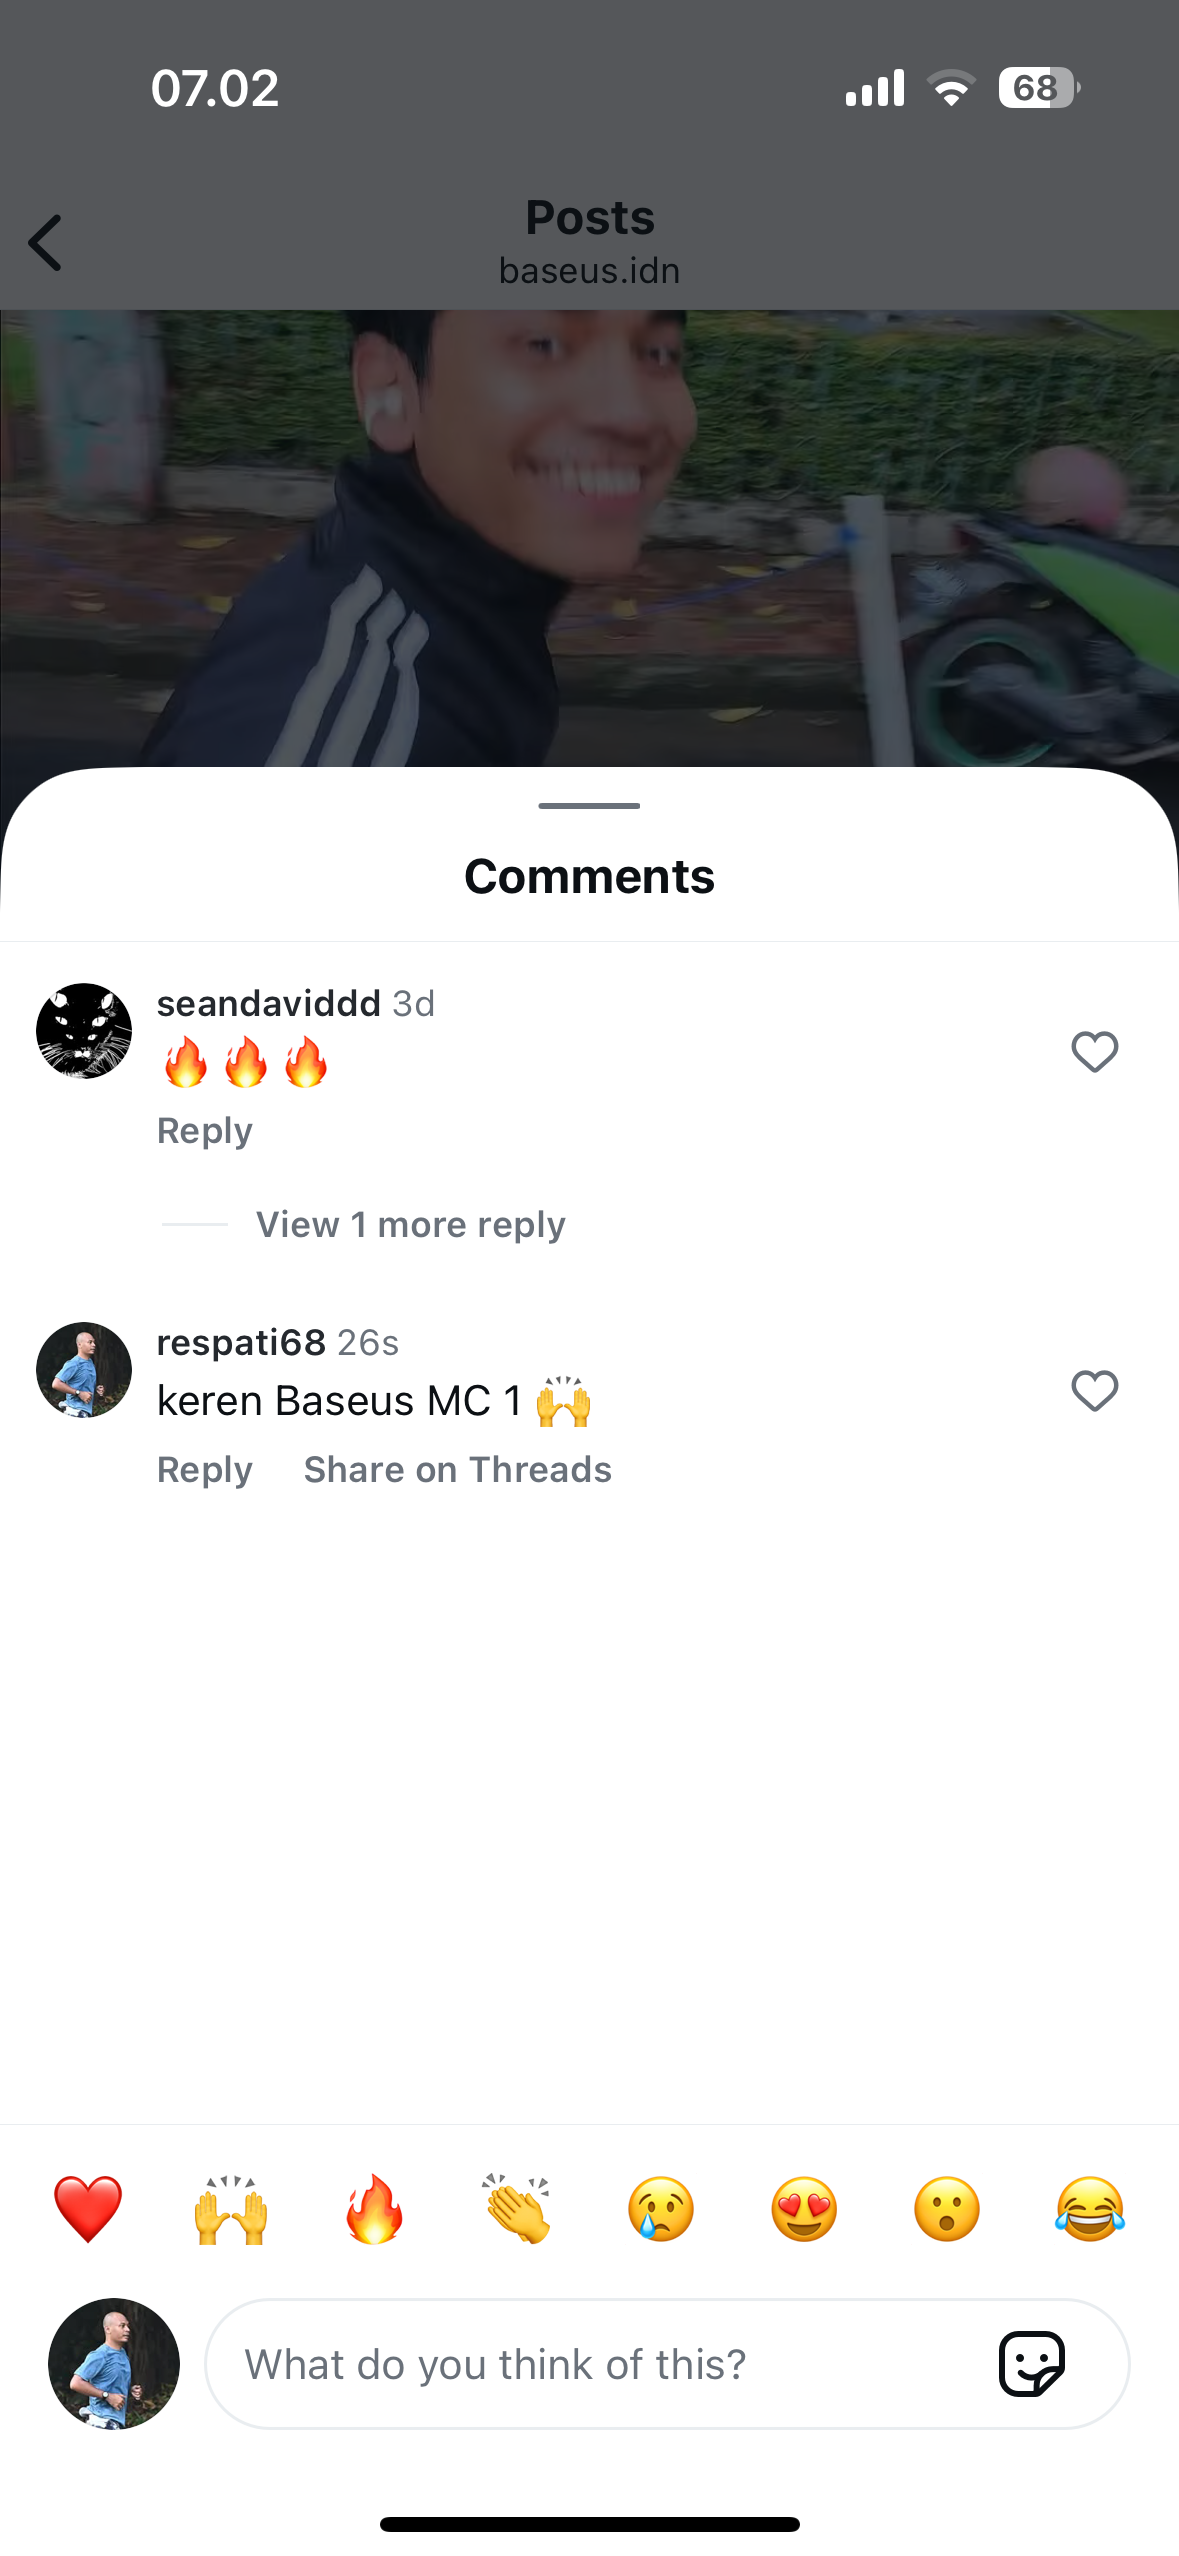 07.02
68
Posts
baseus.idn
Comments
seandaviddd 3d
🔥🔥🔥
Reply
View 1 more reply
respati68 26s
keren Baseus MC 1 🙌
Reply Share on Threads
❤️ 🙌 🔥 👏 😢 😍 😮 😂
What do you think of this?